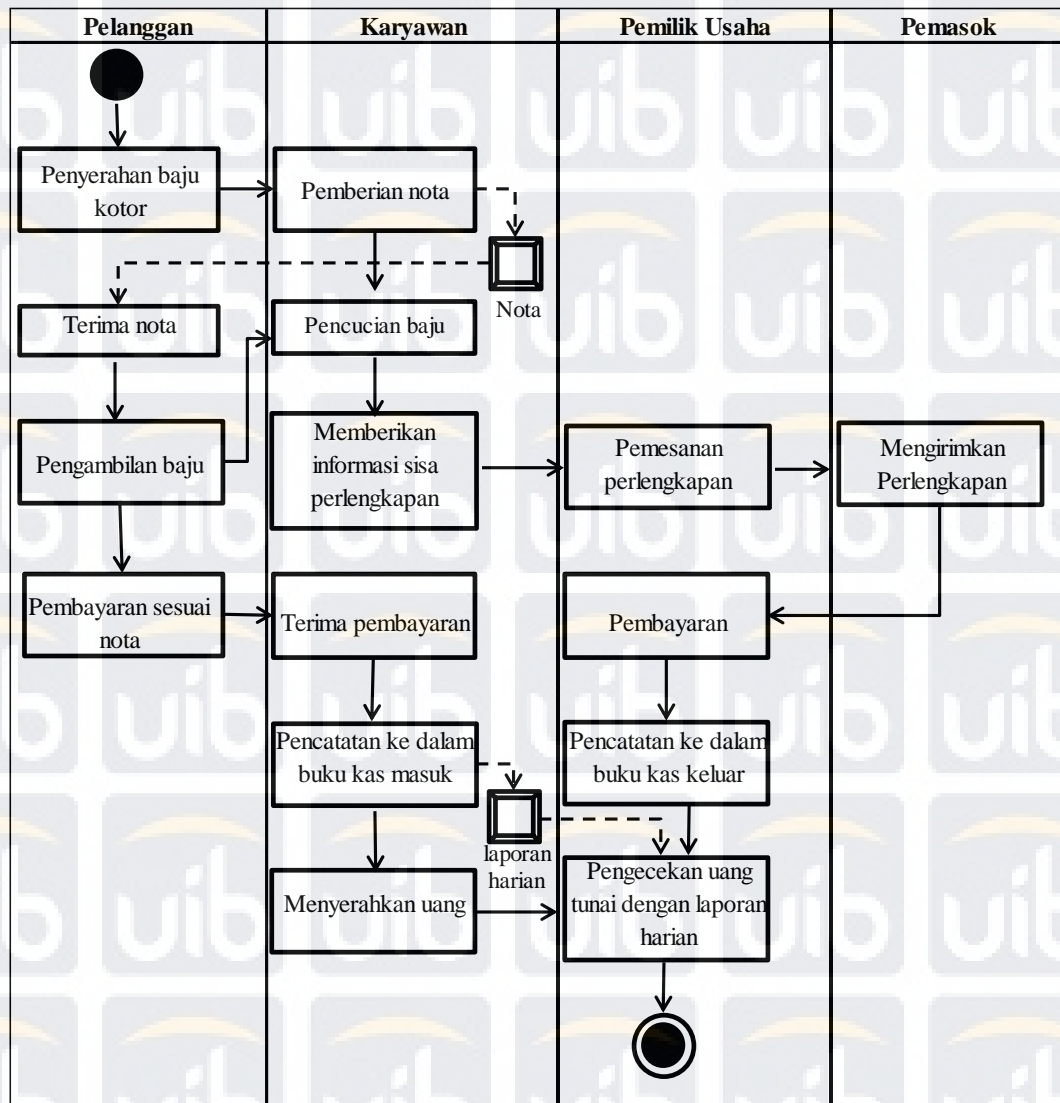 Pelanggan
Karyawan
Pemilik Usaha
Pemasok
Penyerahan baju
kotor
Pemberian nota
Nota
Terima nota
Pencucian baju
Pengambilan baju
Memberikan
informasi sisa
perlengkapan
Pemesanan
perlengkapan
Mengirimkan
Perlengkapan
Pembayaran sesuai
nota
Terima pembayaran
Pembayaran
Pencatatan ke dalam
buku kas masuk
Pencatatan ke dalam
buku kas keluar
laporan
harian
Menyerahkan uang
Pengecekan uang
tunai dengan laporan
harian
uib